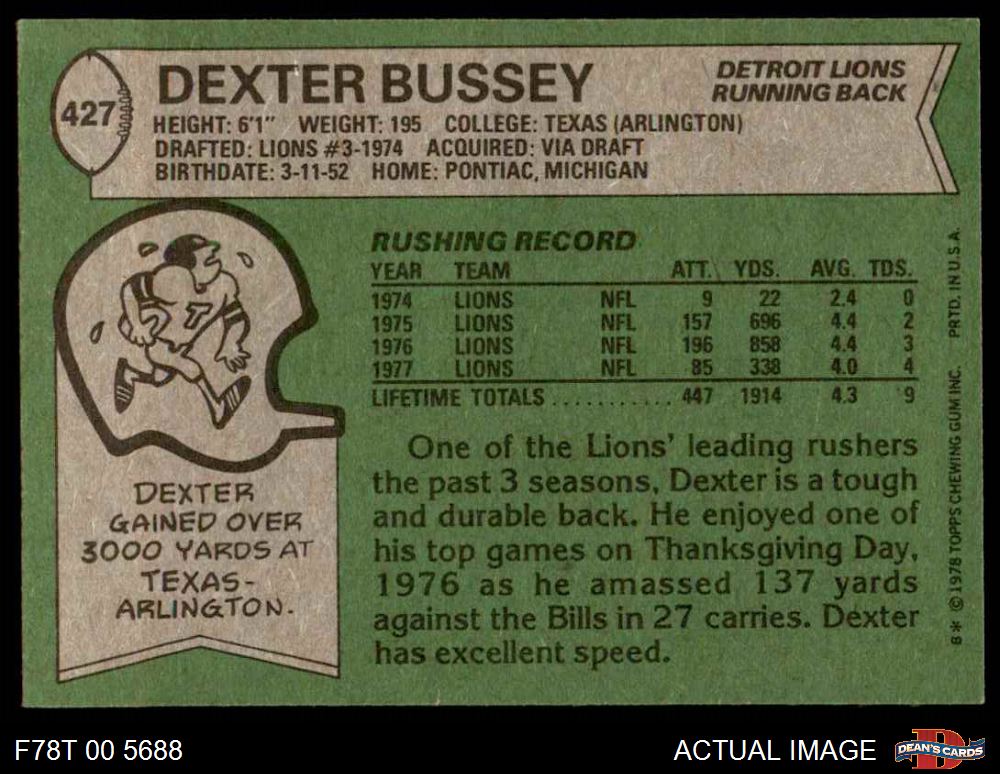 427
DEXTER BUSSEY
DETROIT LIONS
RUNNING BACK
HEIGHT: 6'1" WEIGHT: 195 COLLEGE: TEXAS (ARLINGTON)
DRAFTED: LIONS #3-1974 ACQUIRED: VIA DRAFT
BIRTHDATE: 3-11-52 HOME: PONTIAC, MICHIGAN
T
DEXTER
GAINED OVER
3000 YARDS AT
TEXAS-
ARLINGTON.
RUSHING RECORD
YEAR TEAM ATT. YDS. AVG. TDS.
1974 LIONS NFL 9 22 2.4 0
1975 LIONS NFL 157 696 4.4 2
1976 LIONS NFL 196 858 4.4 3
1977 LIONS NFL 85 338 4.0 4
LIFETIME TOTALS ........... 447 1914 4.3 9
One of the Lions' leading rushers
the past 3 seasons, Dexter is a tough
and durable back. He enjoyed one of
his top games on Thanksgiving Day,
1976 as he amassed 137 yards
against the Bills in 27 carries. Dexter
has excellent speed.
B* © 1978 TOPPS CHEWING GUM INC. PRTD. IN U.S.A.
F78T 00 5688
ACTUAL IMAGE
D
DEAN'S CARDS